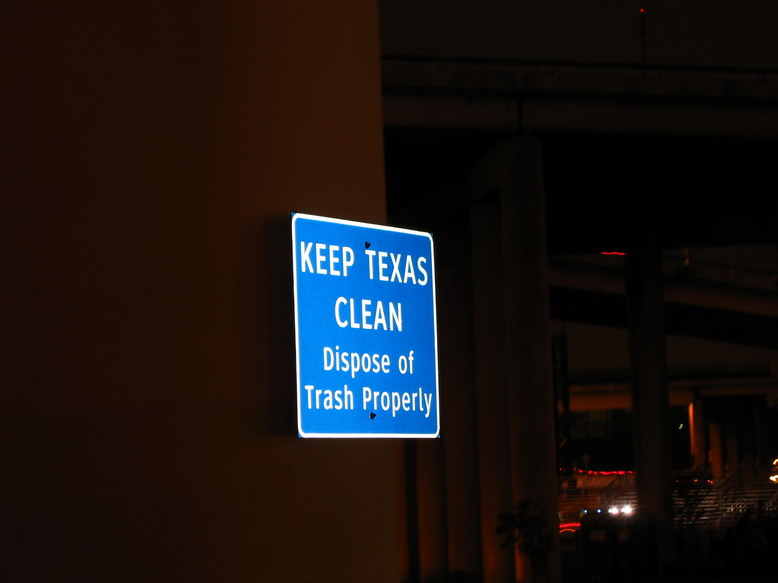 KEEP TEXAS
CLEAN
Dispose of
Trash Properly